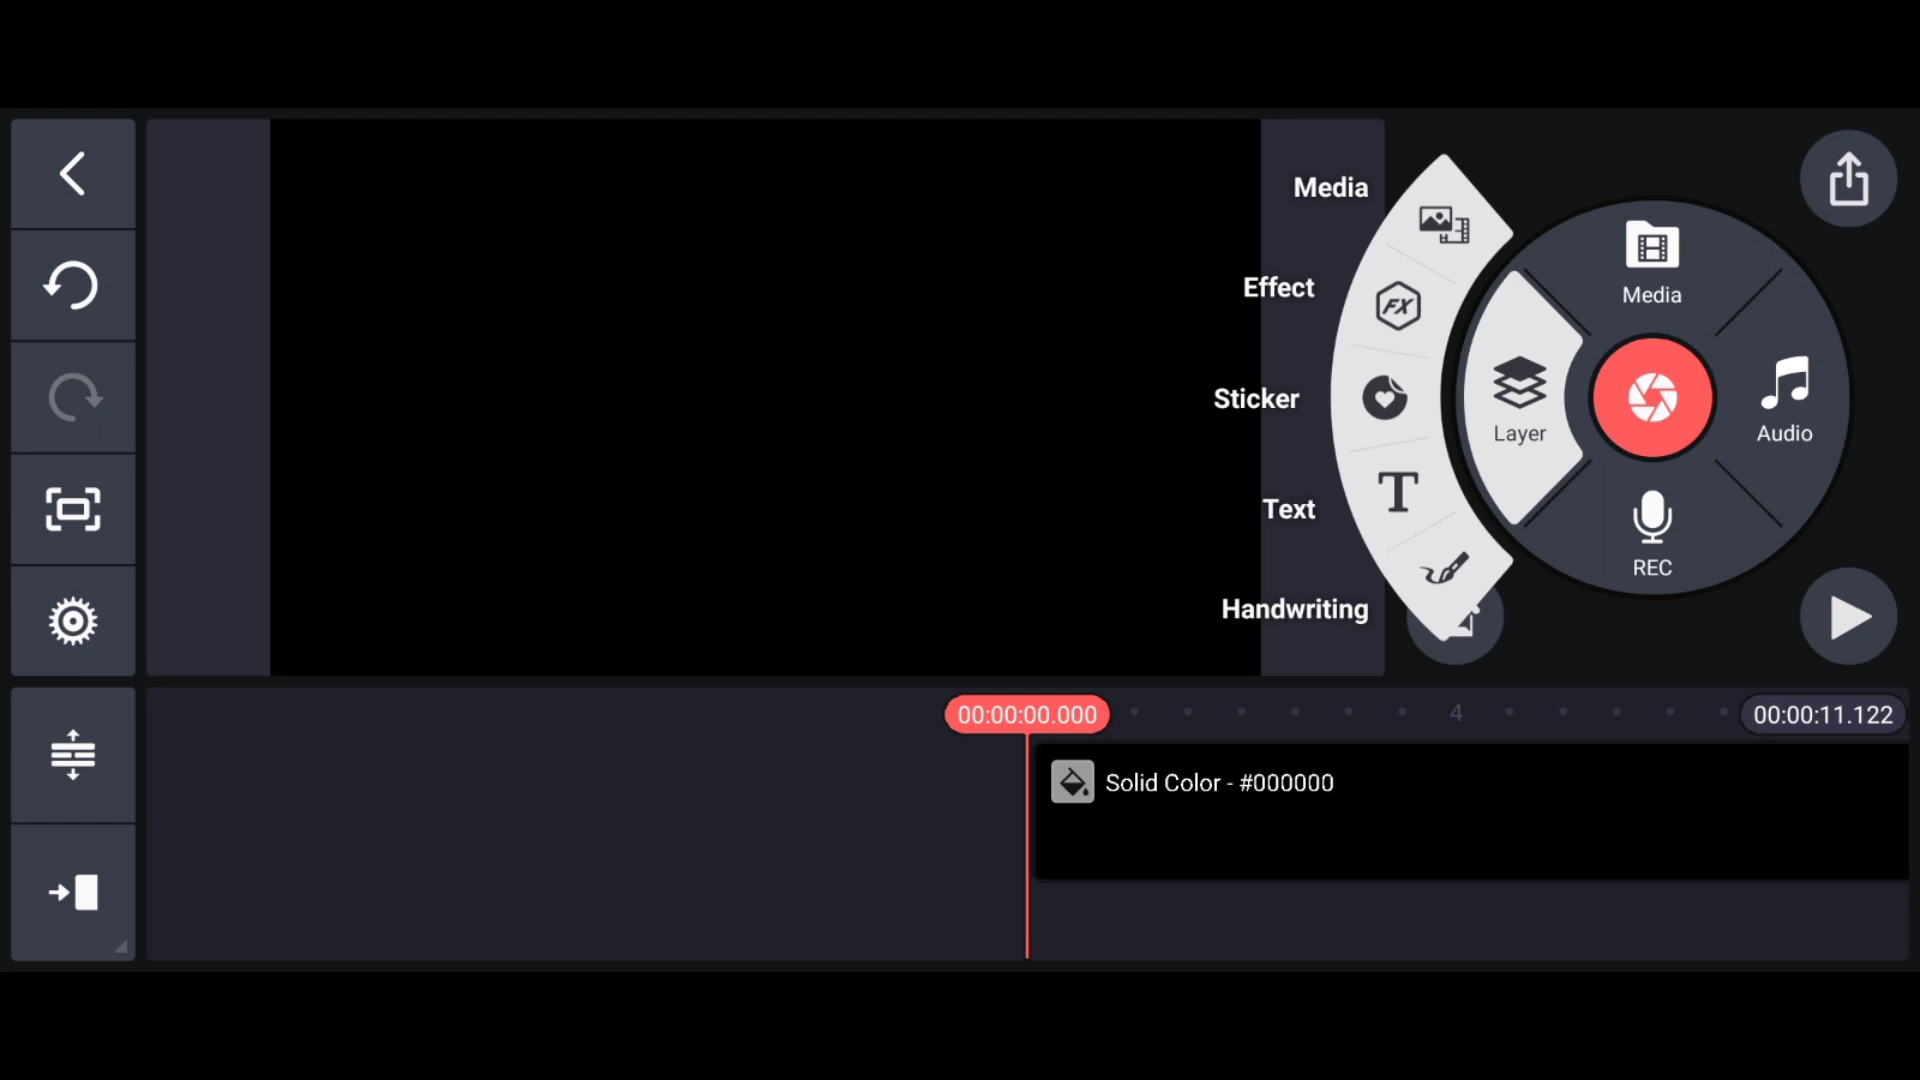 Media
Effect
Sticker
Text
Handwriting
Media
Layer
Audio
REC
00:00:00.000
4
00:00:11.122
Solid Color - #000000